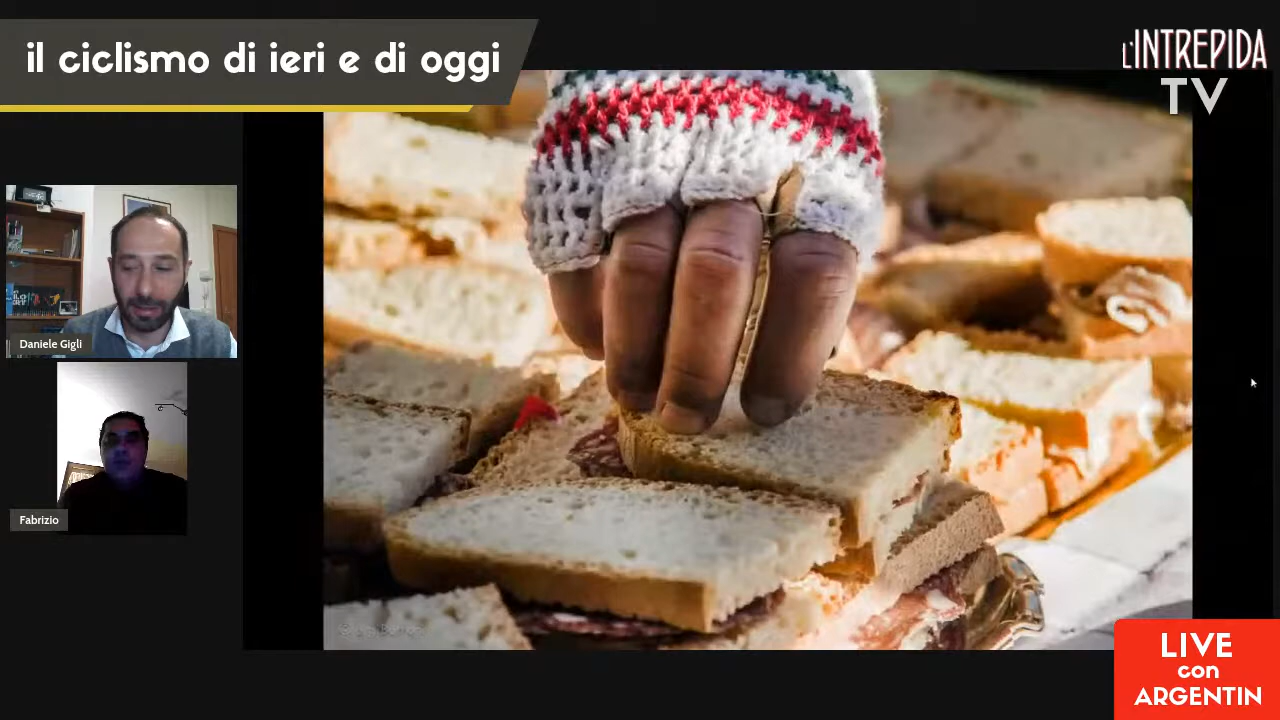 il ciclismo di ieri e di oggi
L'INTREPIDA
TV
Daniele Gigli
Fabrizio
LIVE
con
ARGENTIN